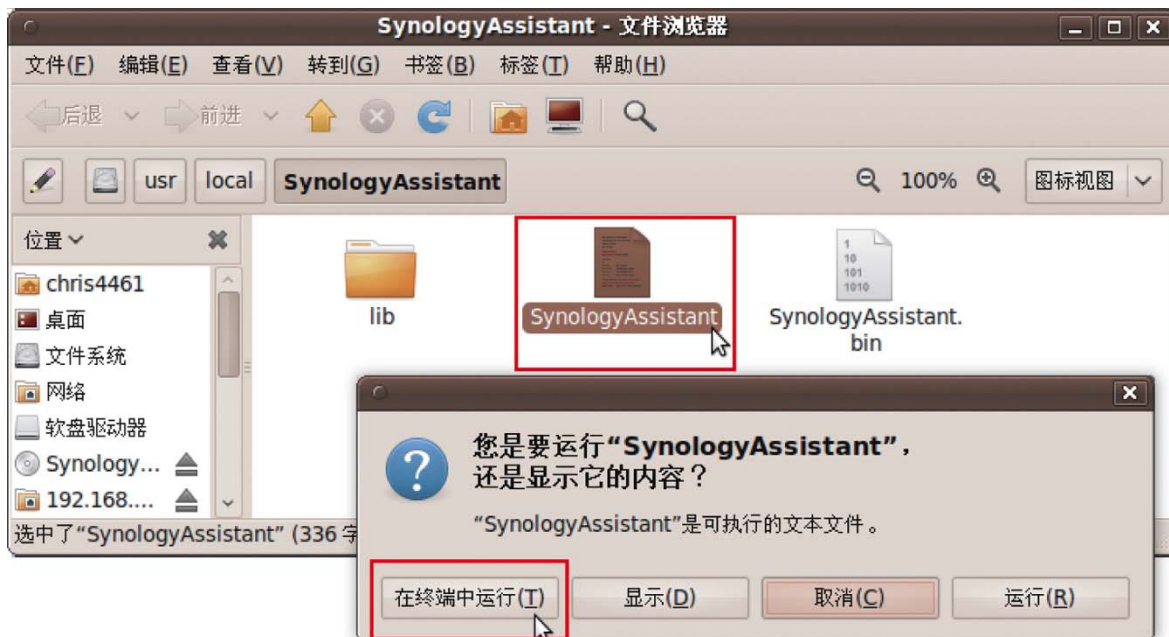 SynologyAssistant - 文件浏览器
文件(F) 编辑(E) 查看(V) 转到(G) 书签(B) 标签(T) 帮助(H)
后退 前进
usr local SynologyAssistant 100% 图标视图
位置
chris4461
桌面
文件系统
网络
软盘驱动器
Synology...
192.168....
lib
SynologyAssistant
1
10
101
1010
SynologyAssistant.
bin
选中了“SynologyAssistant” (336 字
您是要运行“SynologyAssistant”，
还是显示它的内容？
“SynologyAssistant”是可执行的文本文件。
在终端中运行(T) 显示(D) 取消(C) 运行(R)